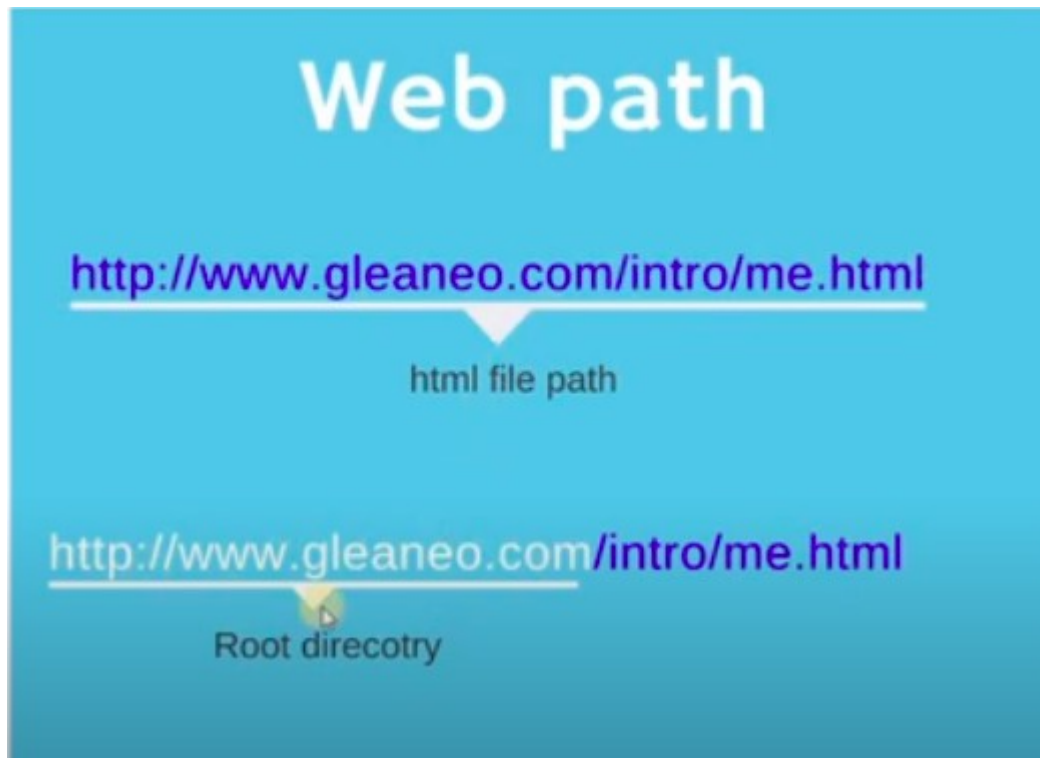 Web path
http://www.gleaneo.com/intro/me.html
html file path
http://www.gleaneo.com/intro/me.html
Root direcotry